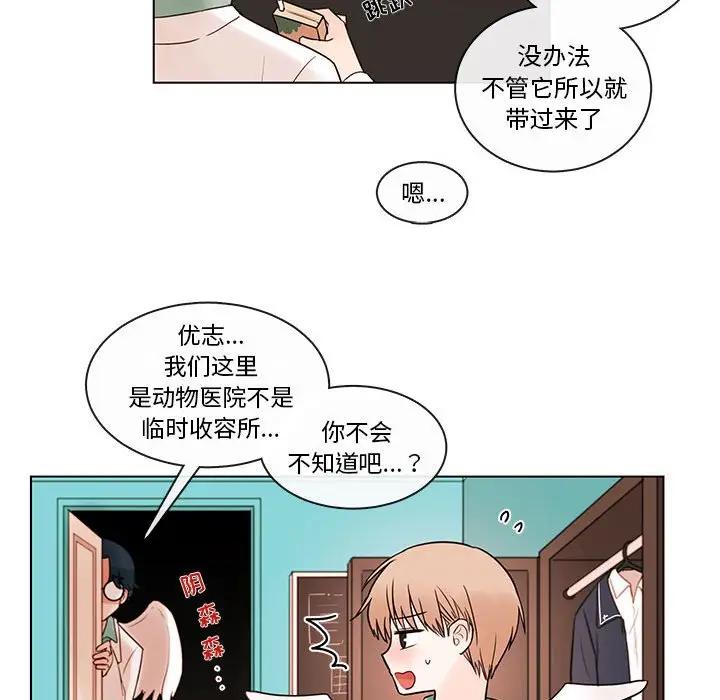 跳跃
没办法
不管它所以就
带过来了
嗯...
优志...
我们这里
是动物医院不是
临时收容所...
你不会
不知道吧...?
阴森森......